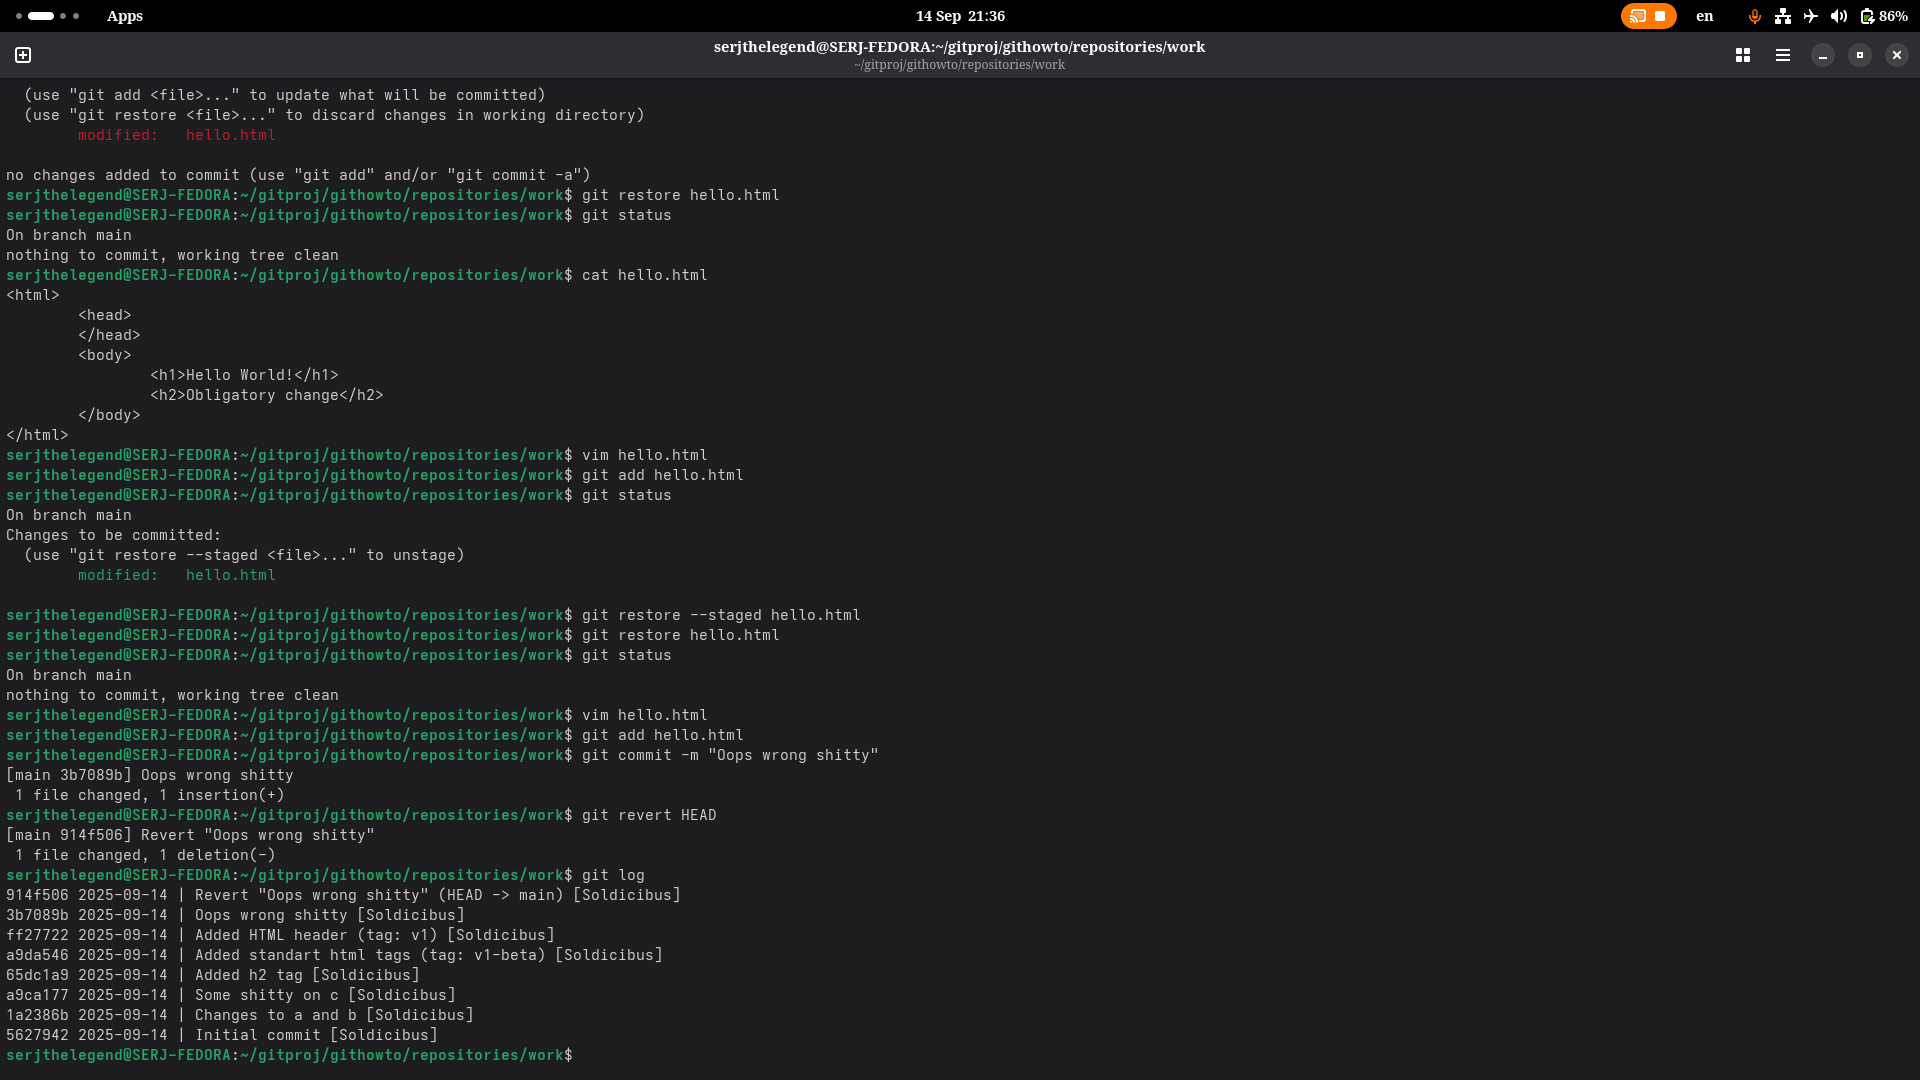 Apps
14 Sep 21:36
en
86%
serjthelegend@SERJ-FEDORA:~/gitproj/githowto/repositories/work
~/gitproj/githowto/repositories/work
  (use "git add <file>..." to update what will be committed)
  (use "git restore <file>..." to discard changes in working directory)
        modified:   hello.html

no changes added to commit (use "git add" and/or "git commit -a")
serjthelegend@SERJ-FEDORA:~/gitproj/githowto/repositories/work$ git restore hello.html
serjthelegend@SERJ-FEDORA:~/gitproj/githowto/repositories/work$ git status
On branch main
nothing to commit, working tree clean
serjthelegend@SERJ-FEDORA:~/gitproj/githowto/repositories/work$ cat hello.html
<html>
        <head>
        </head>
        <body>
                <h1>Hello World!</h1>
                <h2>Obligatory change</h2>
        </body>
</html>
serjthelegend@SERJ-FEDORA:~/gitproj/githowto/repositories/work$ vim hello.html
serjthelegend@SERJ-FEDORA:~/gitproj/githowto/repositories/work$ git add hello.html
serjthelegend@SERJ-FEDORA:~/gitproj/githowto/repositories/work$ git status
On branch main
Changes to be committed:
  (use "git restore --staged <file>..." to unstage)
        modified:   hello.html

serjthelegend@SERJ-FEDORA:~/gitproj/githowto/repositories/work$ git restore --staged hello.html
serjthelegend@SERJ-FEDORA:~/gitproj/githowto/repositories/work$ git restore hello.html
serjthelegend@SERJ-FEDORA:~/gitproj/githowto/repositories/work$ git status
On branch main
nothing to commit, working tree clean
serjthelegend@SERJ-FEDORA:~/gitproj/githowto/repositories/work$ vim hello.html
serjthelegend@SERJ-FEDORA:~/gitproj/githowto/repositories/work$ git add hello.html
serjthelegend@SERJ-FEDORA:~/gitproj/githowto/repositories/work$ git commit -m "Oops wrong shitty"
[main 3b7089b] Oops wrong shitty
 1 file changed, 1 insertion(+)
serjthelegend@SERJ-FEDORA:~/gitproj/githowto/repositories/work$ git revert HEAD
[main 914f506] Revert "Oops wrong shitty"
 1 file changed, 1 deletion(-)
serjthelegend@SERJ-FEDORA:~/gitproj/githowto/repositories/work$ git log
914f506 2025-09-14 | Revert "Oops wrong shitty" (HEAD -> main) [Soldicibus]
3b7089b 2025-09-14 | Oops wrong shitty [Soldicibus]
ff27722 2025-09-14 | Added HTML header (tag: v1) [Soldicibus]
a9da546 2025-09-14 | Added standart html tags (tag: v1-beta) [Soldicibus]
65dc1a9 2025-09-14 | Added h2 tag [Soldicibus]
a9ca177 2025-09-14 | Some shitty on c [Soldicibus]
1a2386b 2025-09-14 | Changes to a and b [Soldicibus]
5627942 2025-09-14 | Initial commit [Soldicibus]
serjthelegend@SERJ-FEDORA:~/gitproj/githowto/repositories/work$